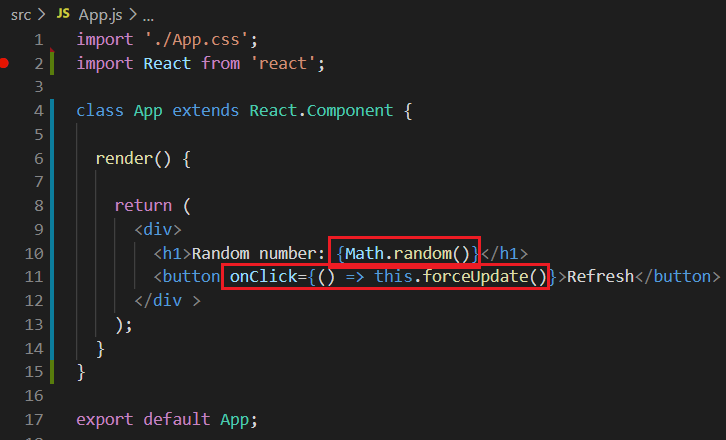 src > JS App.js > ...
1 import './App.css';
2 import React from 'react';
3
4 class App extends React.Component {
5
6 render() {
7
8 return (
9 <div>
10 <h1>Random number: {Math.random()}</h1>
11 <button onClick={() => this.forceUpdate()}>Refresh</button>
12 </div >
13 );
14 }
15 }
16
17 export default App;